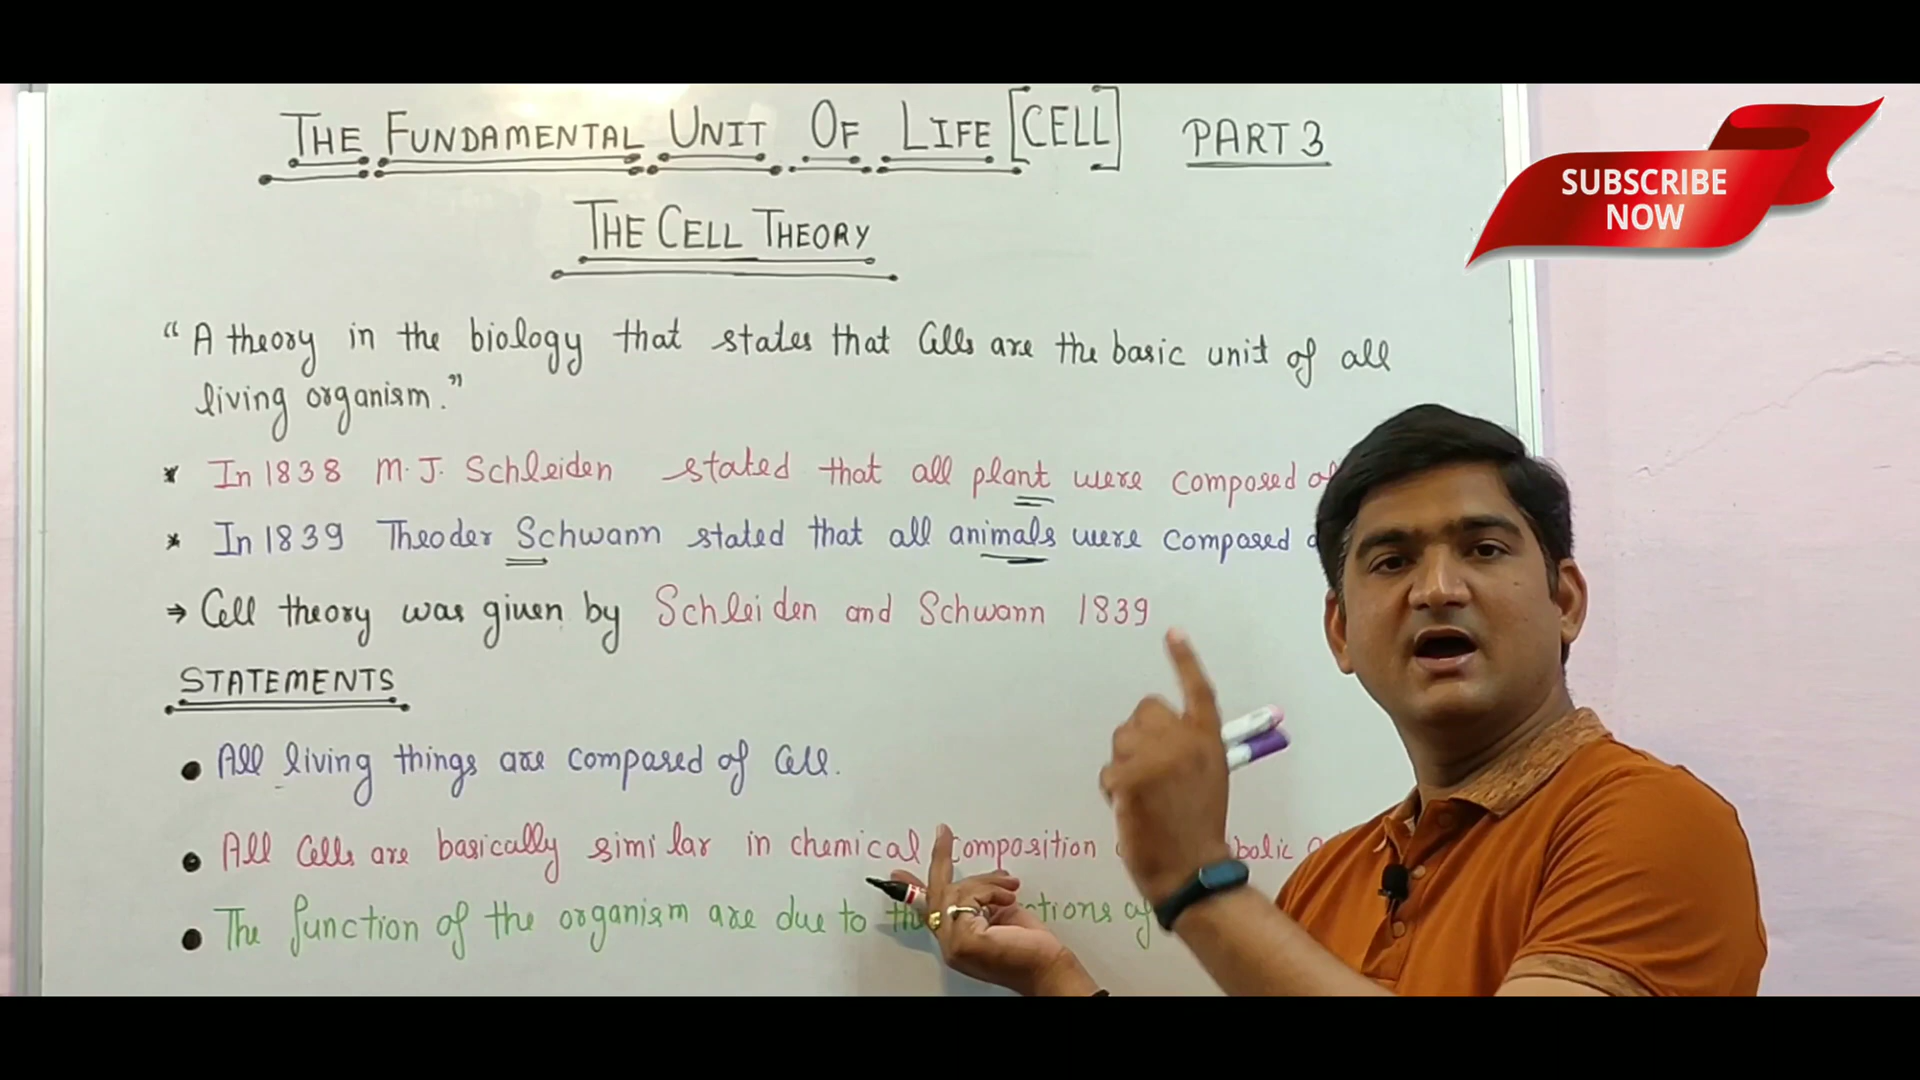 THE FUNDAMENTAL UNIT OF LIFE [CELL] PART 3
SUBSCRIBE
NOW
THE CELL THEORY
"A theory in the biology that states that Cells are the basic unit of all
living organism."
* In 1838 M.J. Schleiden stated that all plant were composed of
* In 1839 Theoder Schwann stated that all animals were composed
⇒ Cell theory was given by Schleiden and Schwann 1839
STATEMENTS
• All living things are composed of Cell.
• All Cells are basically similar in chemical composition
• The function of the organism are due to